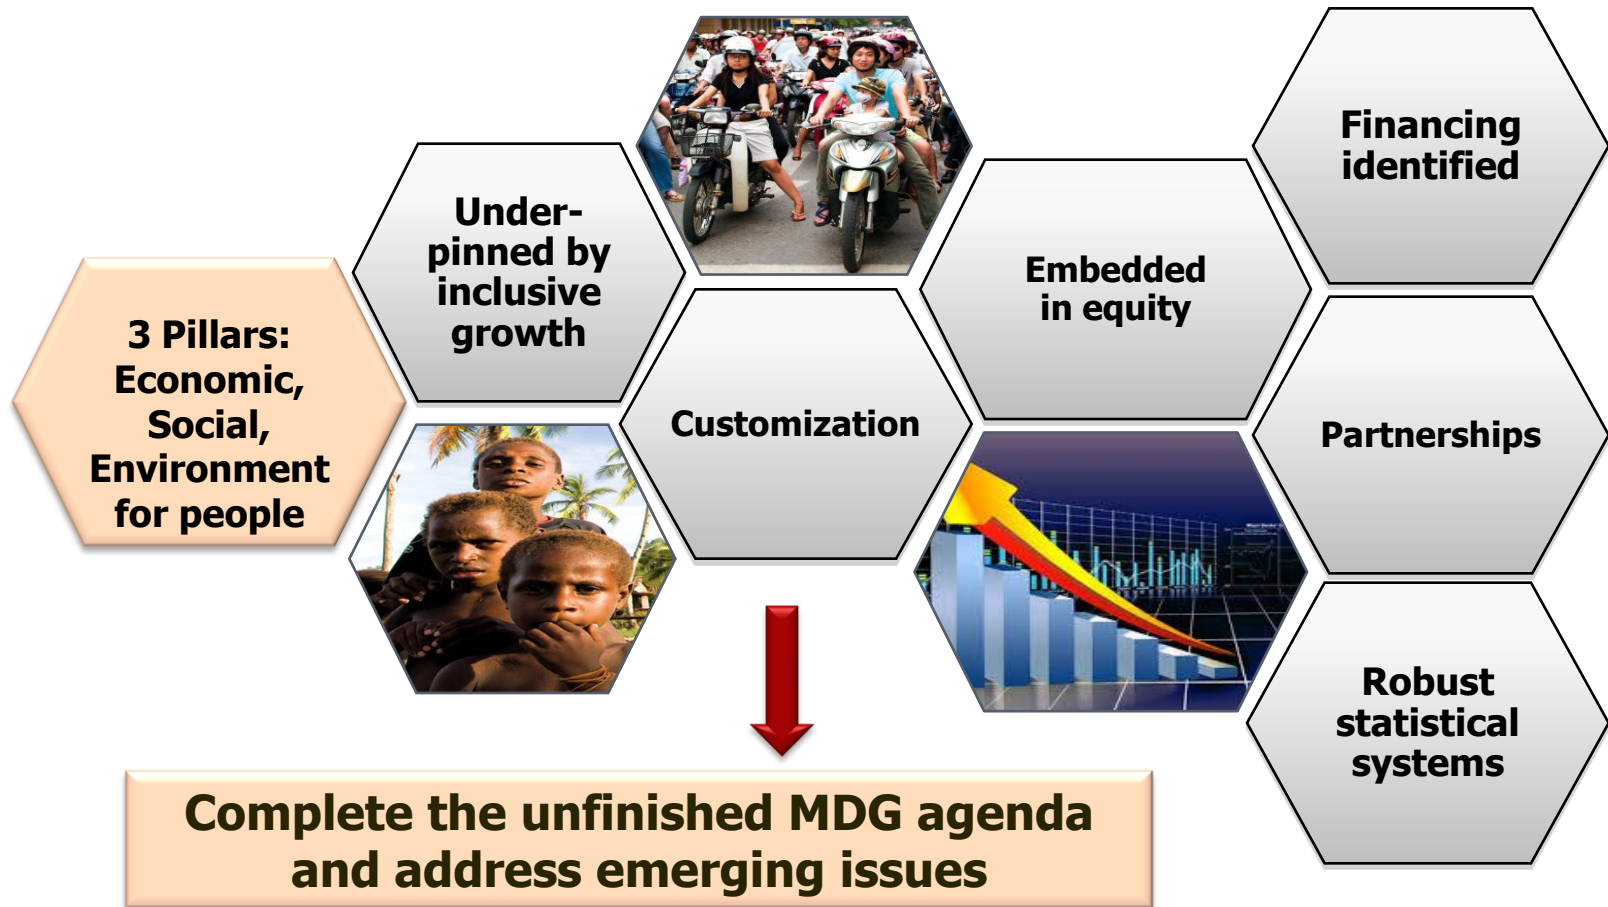 3 Pillars:
Economic,
Social,
Environment
for people
Under-
pinned by
inclusive
growth
Customization
Embedded
in equity
Financing
identified
Partnerships
Robust
statistical
systems
Complete the unfinished MDG agenda
and address emerging issues